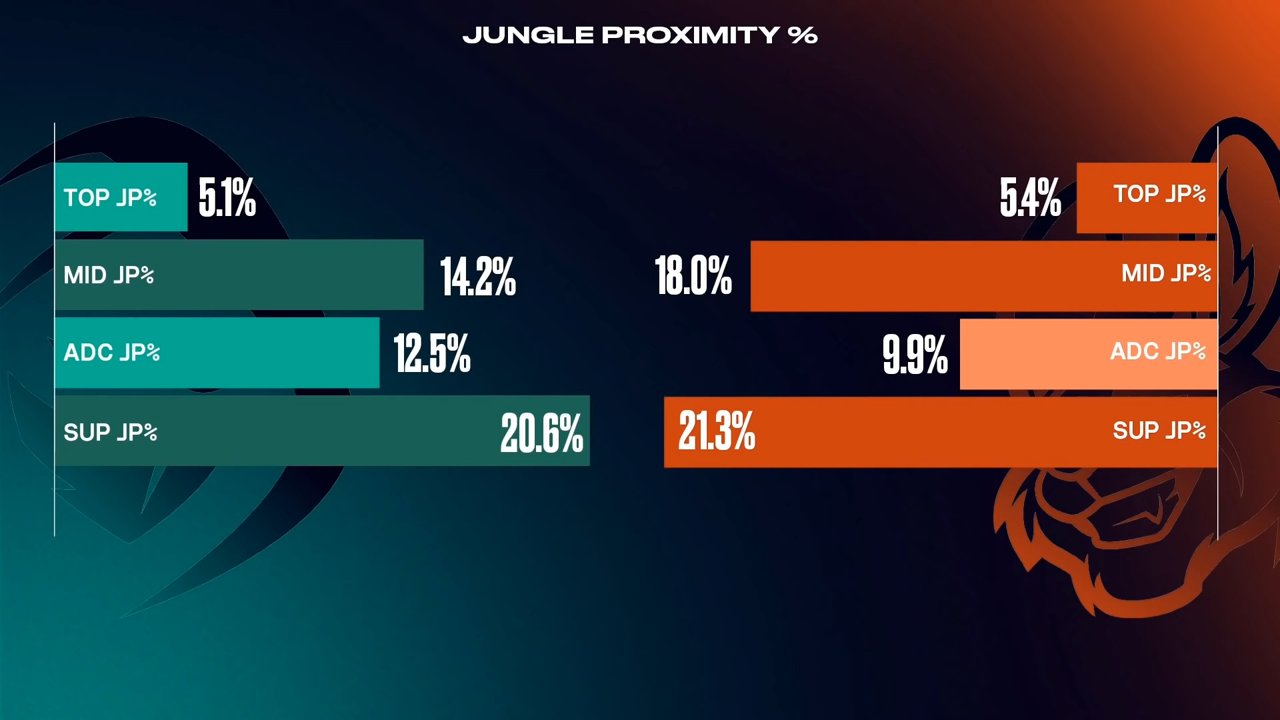 JUNGLE PROXIMITY %
TOP JP% 5.1%
MID JP% 14.2%
ADC JP% 12.5%
SUP JP% 20.6%
5.4% TOP JP%
18.0% MID JP%
9.9% ADC JP%
21.3% SUP JP%